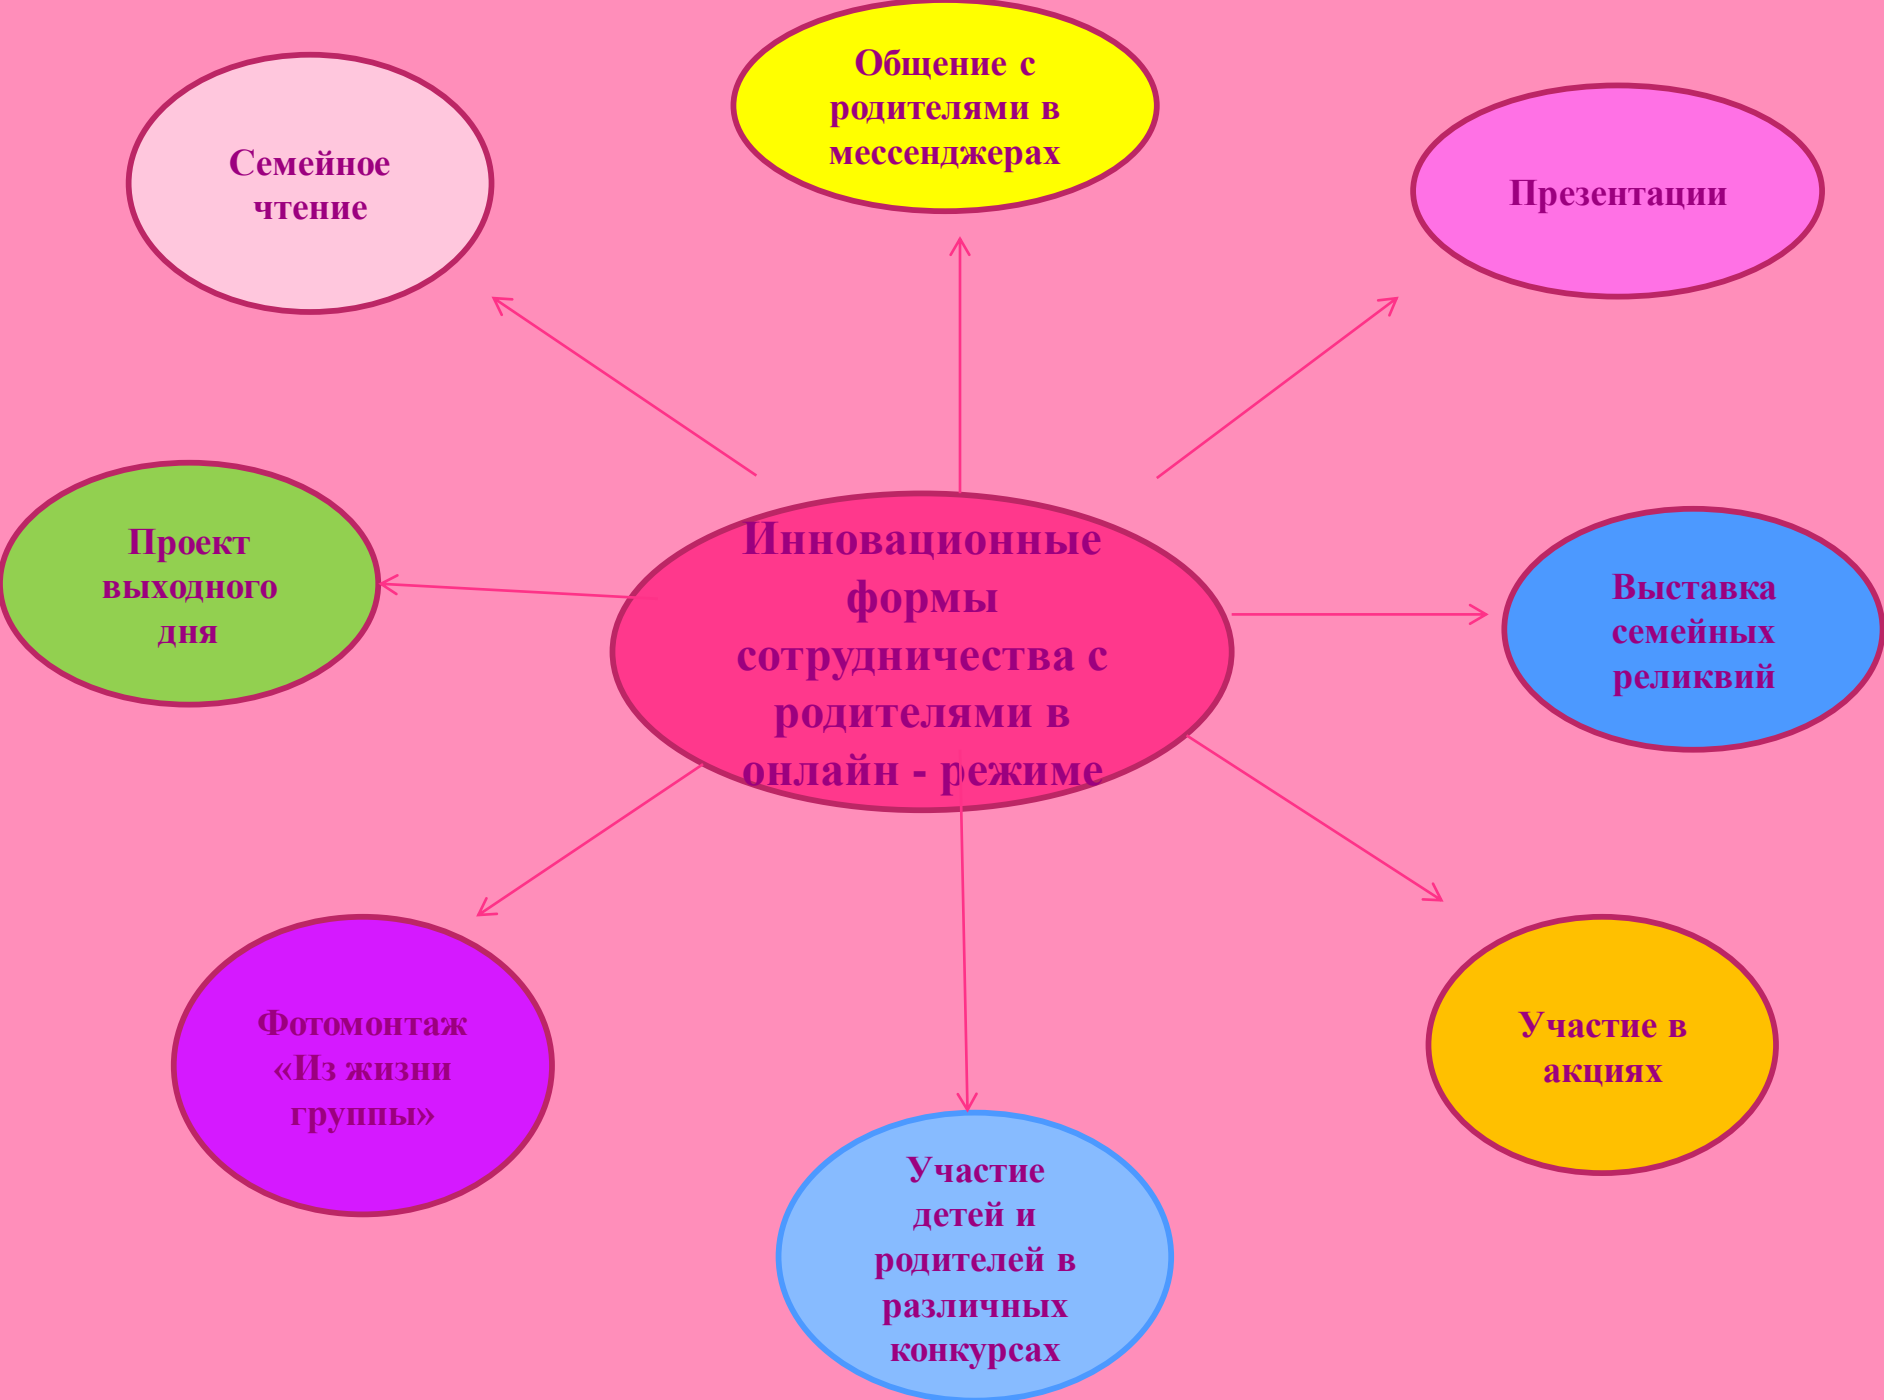 Общение с
родителями в
мессенджерах
Семейное
чтение
Презентации
Проект
выходного
дня
Инновационные
формы
сотрудничества с
родителями в
онлайн - режиме
Выставка
семейных
реликвий
Фотомонтаж
«Из жизни
группы»
Участие в
акциях
Участие
детей и
родителей в
различных
конкурсах